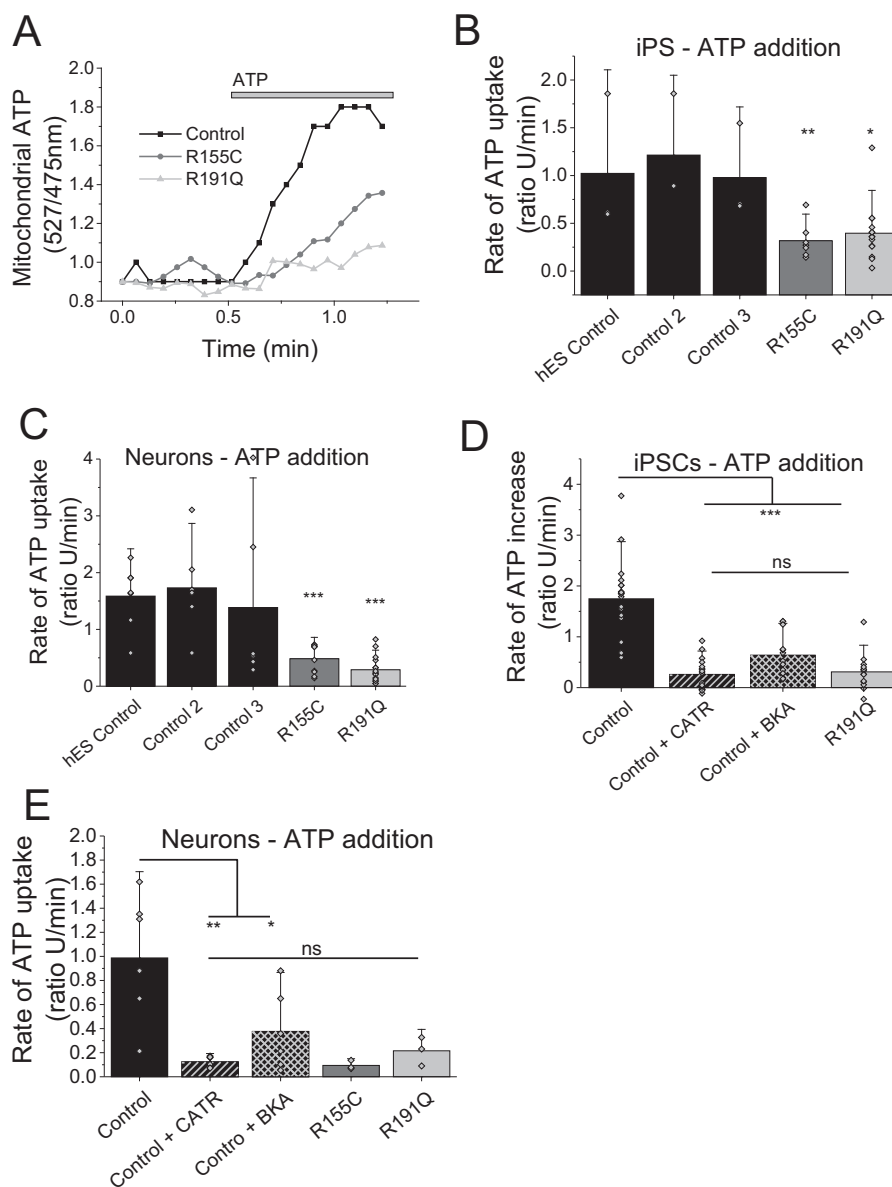 A
Mitochondrial ATP
(527/475nm)
2.0
1.8
1.6
1.4
1.2
1.0
0.8
ATP
Control
R155C
R191Q
0.0
0.5
1.0
Time (min)
B
iPS - ATP addition
Rate of ATP uptake
(ratio U/min)
2.0
1.5
1.0
0.5
0.0
**
*
hES Control
Control 2
Control 3
R155C
R191Q
C
Neurons - ATP addition
Rate of ATP uptake
(ratio U/min)
4
3
2
1
0
***
***
hES Control
Control 2
Control 3
R155C
R191Q
D
iPSCs - ATP addition
Rate of ATP increase
(ratio U/min)
4
3
2
1
0
***
ns
Control
Control + CATR
Control + BKA
R191Q
E
Neurons - ATP addition
Rate of ATP uptake
(ratio U/min)
2.0
1.8
1.6
1.4
1.2
1.0
0.8
0.6
0.4
0.2
0.0
**
*
ns
Control
Control + CATR
Contro + BKA
R155C
R191Q